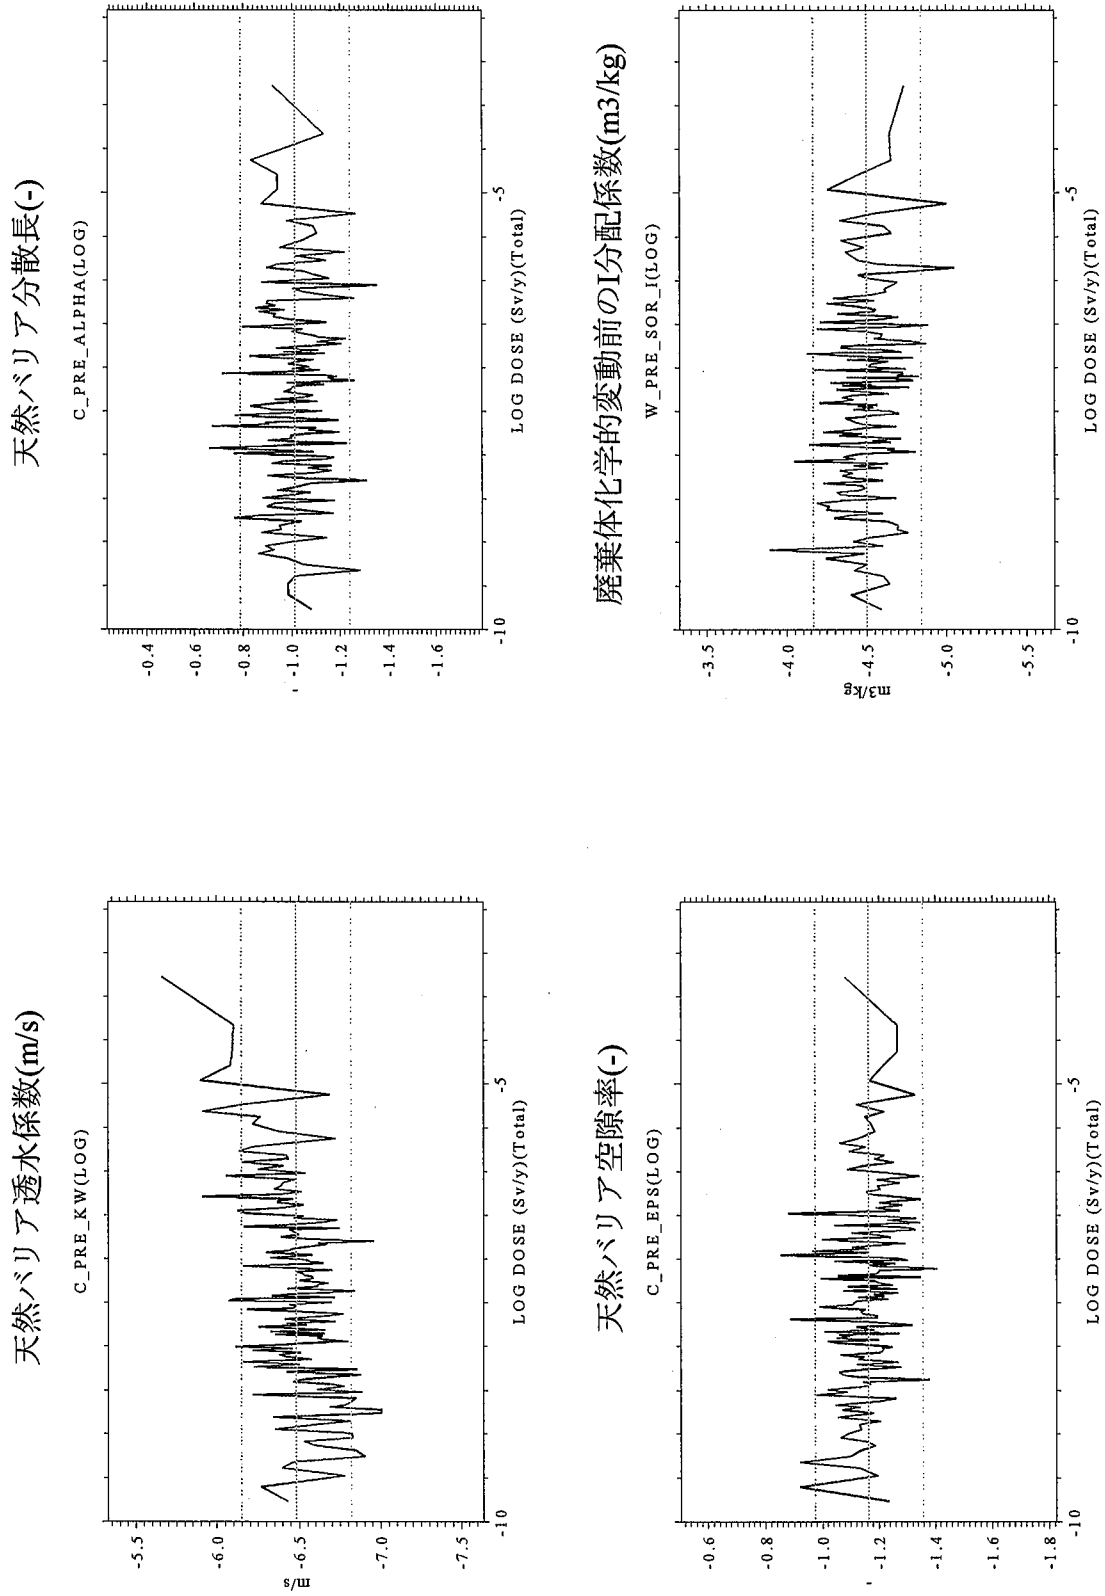 天然バリア透水係数(m/s)
C_PRE_KW(LOG)
-5.5
-6.0
-6.5
-7.0
-7.5
m/s
-10
-5
LOG DOSE (Sv/y)(Total)
天然バリア分散長(-)
C_PRE_ALPHA(LOG)
-0.4
-0.6
-0.8
-1.0
-1.2
-1.4
-1.6
-
-10
-5
LOG DOSE (Sv/y)(Total)
天然バリア空隙率(-)
C_PRE_EPS(LOG)
-0.6
-0.8
-1.0
-1.2
-1.4
-1.6
-1.8
-
-10
-5
LOG DOSE (Sv/y)(Total)
廃棄体化学的変動前のI分配係数(m3/kg)
W_PRE_SOR_I(LOG)
-3.5
-4.0
-4.5
-5.0
-5.5
m3/kg
-10
-5
LOG DOSE (Sv/y)(Total)